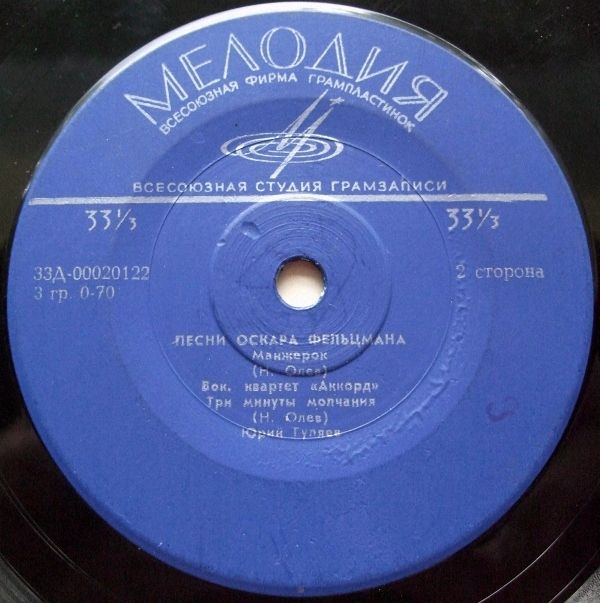 МЕЛОДИЯ
ВСЕСОЮЗНАЯ ФИРМА ГРАМПЛАСТИНОК
ВСЕСОЮЗНАЯ СТУДИЯ ГРАМЗАПИСИ
33⅓ 33⅓
33Д-00020122 2 сторона
3 гр. 0-70
ПЕСНИ ОСКАРА ФЕЛЬЦМАНА
Манжерок
(Н. Олев)
Вок. квартет «Аккорд»
Три минуты молчания
(Н. Олев)
Юрий Гуляев